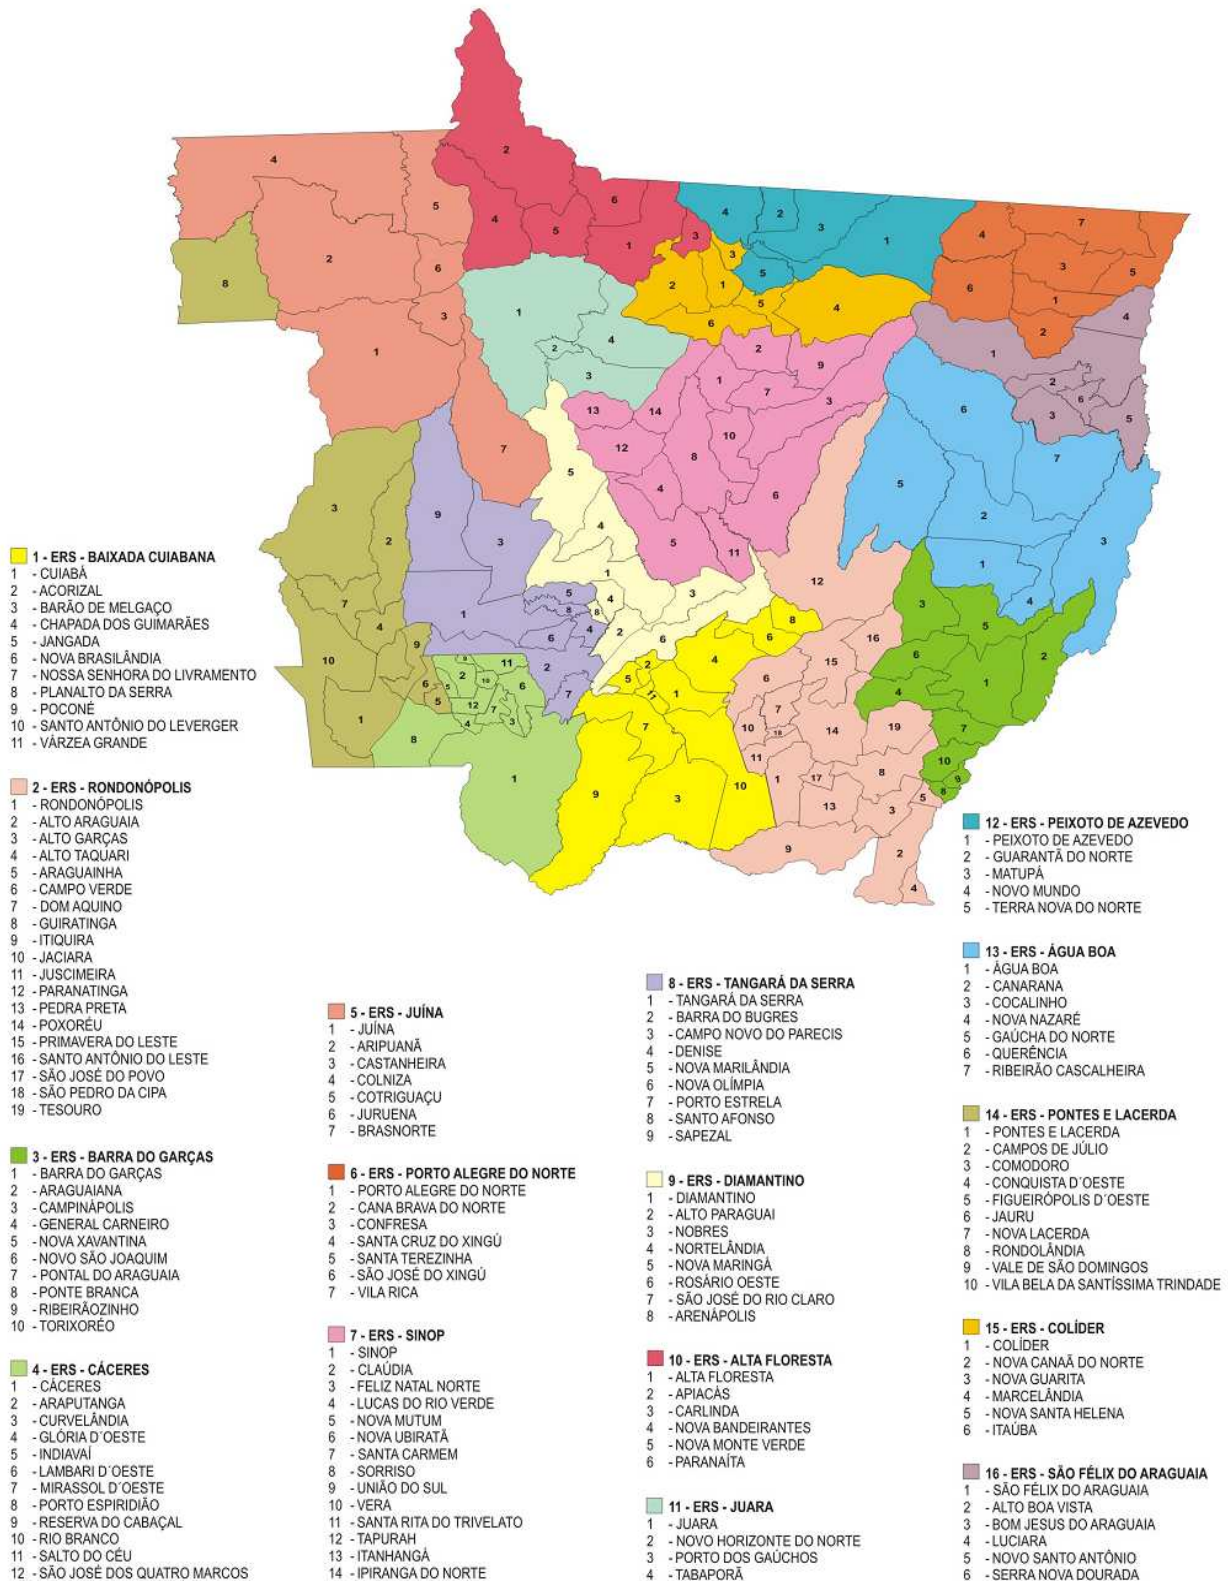 1 - ERS - BAIXADA CUIABANA
1 - CUIABÁ
2 - ACORIZAL
3 - BARÃO DE MELGAÇO
4 - CHAPADA DOS GUIMARÃES
5 - JANGADA
6 - NOVA BRASILÂNDIA
7 - NOSSA SENHORA DO LIVRAMENTO
8 - PLANALTO DA SERRA
9 - POCONÉ
10 - SANTO ANTÔNIO DO LEVERGER
11 - VÁRZEA GRANDE
2 - ERS - RONDONÓPOLIS
1 - RONDONÓPOLIS
2 - ALTO ARAGUAIA
3 - ALTO GARÇAS
4 - ALTO TAQUARI
5 - ARAGUAINHA
6 - CAMPO VERDE
7 - DOM AQUINO
8 - GUIRATINGA
9 - ITIQUIRA
10 - JACIARA
11 - JUSCIMEIRA
12 - PARANATINGA
13 - PEDRA PRETA
14 - POXORÉU
15 - PRIMAVERA DO LESTE
16 - SANTO ANTÔNIO DO LESTE
17 - SÃO JOSÉ DO POVO
18 - SÃO PEDRO DA CIPA
19 - TESOURO
3 - ERS - BARRA DO GARÇAS
1 - BARRA DO GARÇAS
2 - ARAGUAIANA
3 - CAMPINÁPOLIS
4 - GENERAL CARNEIRO
5 - NOVA XAVANTINA
6 - NOVO SÃO JOAQUIM
7 - PONTAL DO ARAGUAIA
8 - PONTE BRANCA
9 - RIBEIRÃOZINHO
10 - TORIXORÉO
4 - ERS - CÁCERES
1 - CÁCERES
2 - ARAPUTANGA
3 - CURVELÂNDIA
4 - GLÓRIA D´OESTE
5 - INDIAVAÍ
6 - LAMBARI D´OESTE
7 - MIRASSOL D´OESTE
8 - PORTO ESPIRIDIÃO
9 - RESERVA DO CABAÇAL
10 - RIO BRANCO
11 - SALTO DO CÉU
12 - SÃO JOSÉ DOS QUATRO MARCOS
5 - ERS - JUÍNA
1 - JUÍNA
2 - ARIPUANÃ
3 - CASTANHEIRA
4 - COLNIZA
5 - COTRIGUAÇU
6 - JURUENA
7 - BRASNORTE
6 - ERS - PORTO ALEGRE DO NORTE
1 - PORTO ALEGRE DO NORTE
2 - CANA BRAVA DO NORTE
3 - CONFRESA
4 - SANTA CRUZ DO XINGÚ
5 - SANTA TEREZINHA
6 - SÃO JOSÉ DO XINGÚ
7 - VILA RICA
7 - ERS - SINOP
1 - SINOP
2 - CLAÚDIA
3 - FELIZ NATAL NORTE
4 - LUCAS DO RIO VERDE
5 - NOVA MUTUM
6 - NOVA UBIRATÃ
7 - SANTA CARMEM
8 - SORRISO
9 - UNIÃO DO SUL
10 - VERA
11 - SANTA RITA DO TRIVELATO
12 - TAPURAH
13 - ITANHANGÁ
14 - IPIRANGA DO NORTE
8 - ERS - TANGARÁ DA SERRA
1 - TANGARÁ DA SERRA
2 - BARRA DO BUGRES
3 - CAMPO NOVO DO PARECIS
4 - DENISE
5 - NOVA MARILÂNDIA
6 - NOVA OLÍMPIA
7 - PORTO ESTRELA
8 - SANTO AFONSO
9 - SAPEZAL
9 - ERS - DIAMANTINO
1 - DIAMANTINO
2 - ALTO PARAGUAI
3 - NOBRES
4 - NORTELÂNDIA
5 - NOVA MARINGÁ
6 - ROSÁRIO OESTE
7 - SÃO JOSÉ DO RIO CLARO
8 - ARENÁPOLIS
10 - ERS - ALTA FLORESTA
1 - ALTA FLORESTA
2 - APIACÁS
3 - CARLINDA
4 - NOVA BANDEIRANTES
5 - NOVA MONTE VERDE
6 - PARANAÍTA
11 - ERS - JUARA
1 - JUARA
2 - NOVO HORIZONTE DO NORTE
3 - PORTO DOS GAÚCHOS
4 - TABAPORÃ
12 - ERS - PEIXOTO DE AZEVEDO
1 - PEIXOTO DE AZEVEDO
2 - GUARANTÃ DO NORTE
3 - MATUPÁ
4 - NOVO MUNDO
5 - TERRA NOVA DO NORTE
13 - ERS - ÁGUA BOA
1 - ÁGUA BOA
2 - CANARANA
3 - COCALINHO
4 - NOVA NAZARÉ
5 - GAÚCHA DO NORTE
6 - QUERÊNCIA
7 - RIBEIRÃO CASCALHEIRA
14 - ERS - PONTES E LACERDA
1 - PONTES E LACERDA
2 - CAMPOS DE JÚLIO
3 - COMODORO
4 - CONQUISTA D´OESTE
5 - FIGUEIRÓPOLIS D´OESTE
6 - JAURU
7 - NOVA LACERDA
8 - RONDOLÂNDIA
9 - VALE DE SÃO DOMINGOS
10 - VILA BELA DA SANTÍSSIMA TRINDADE
15 - ERS - COLÍDER
1 - COLÍDER
2 - NOVA CANAÃ DO NORTE
3 - NOVA GUARITA
4 - MARCELÂNDIA
5 - NOVA SANTA HELENA
6 - ITAÚBA
16 - ERS - SÃO FÉLIX DO ARAGUAIA
1 - SÃO FÉLIX DO ARAGUAIA
2 - ALTO BOA VISTA
3 - BOM JESUS DO ARAGUAIA
4 - LUCIARA
5 - NOVO SANTO ANTÔNIO
6 - SERRA NOVA DOURADA